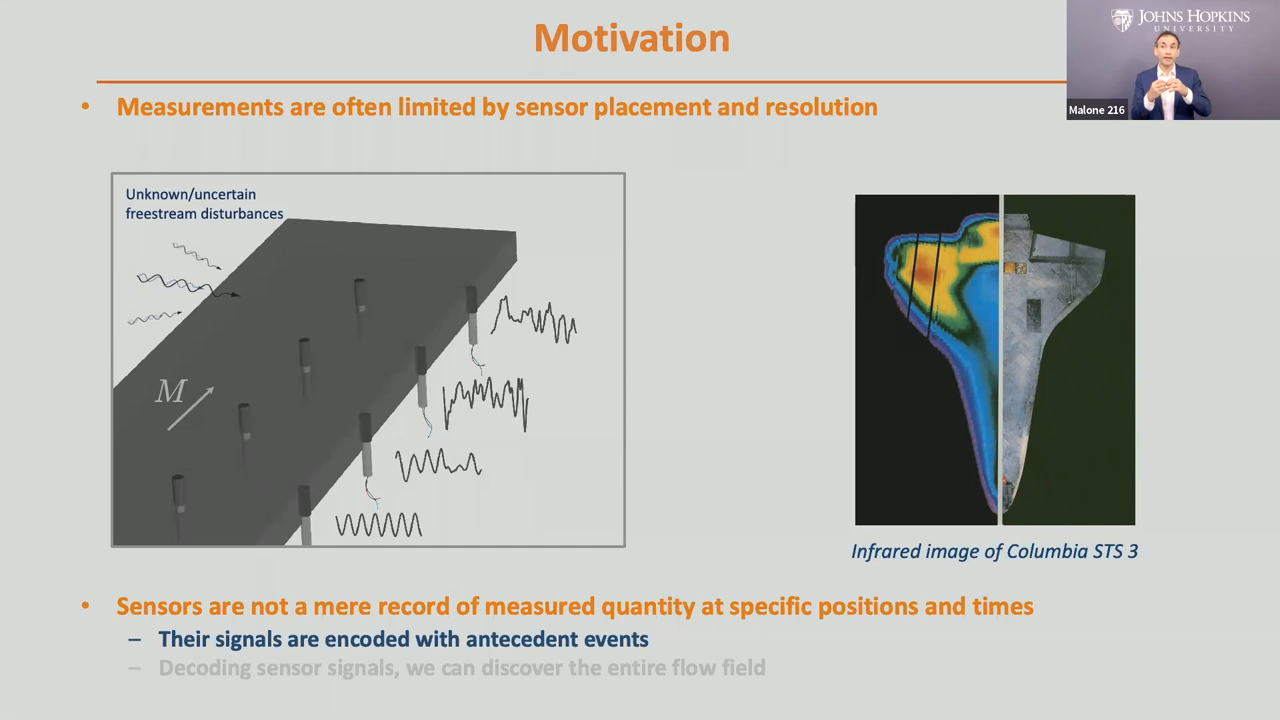 Motivation
JOHNS HOPKINS
UNIVERSITY
Malone 216
• Measurements are often limited by sensor placement and resolution
Unknown/uncertain
freestream disturbances
M
Infrared image of Columbia STS 3
• Sensors are not a mere record of measured quantity at specific positions and times
– Their signals are encoded with antecedent events
– Decoding sensor signals, we can discover the entire flow field